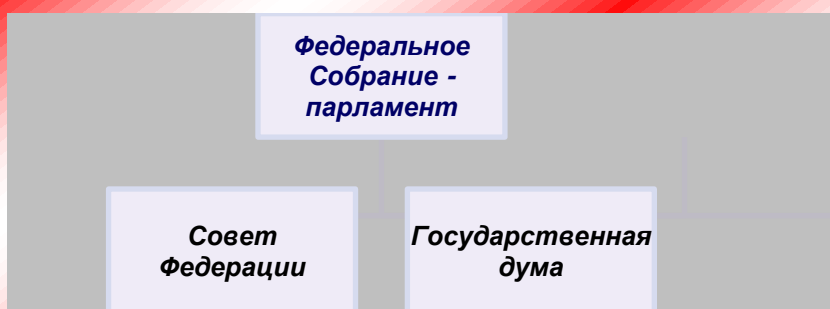 Федеральное
Собрание -
парламент
Совет
Федерации
Государственная
дума